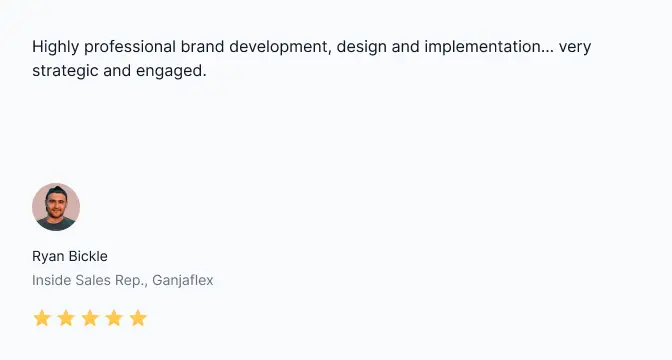 Highly professional brand development, design and implementation... very
strategic and engaged.
Ryan Bickle
Inside Sales Rep., Ganjaflex